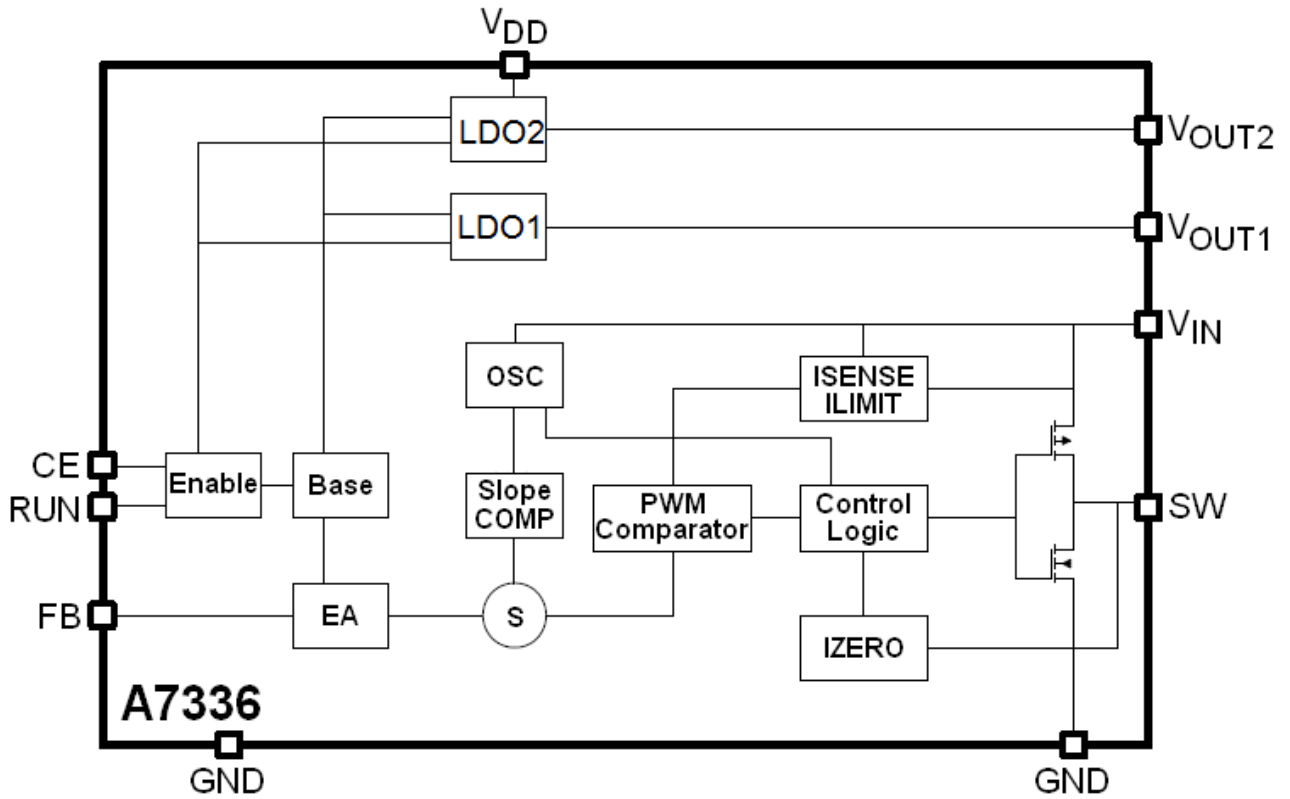 VDD
LDO2
VOUT2
LDO1
VOUT1
VIN
OSC
ISENSE
ILIMIT
CE
RUN
Enable
Base
Slope
COMP
PWM
Comparator
Control
Logic
SW
FB
EA
S
IZERO
A7336
GND
GND